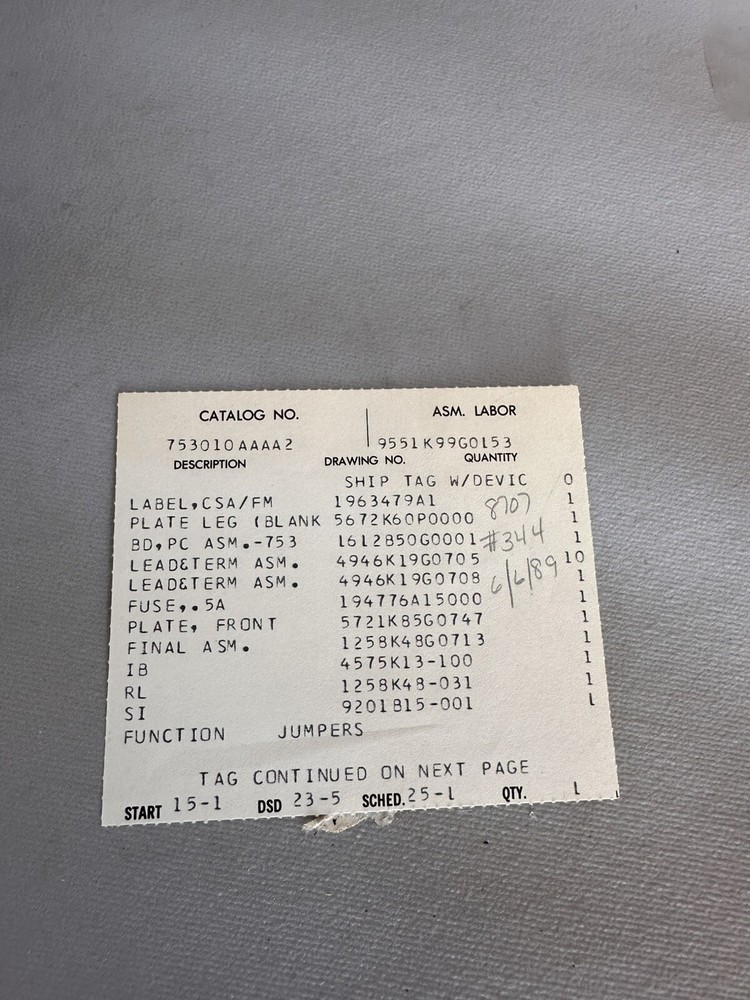 CATALOG NO. ASM. LABOR
753010AAAA2 9551K99G0153
DESCRIPTION DRAWING NO. QUANTITY
SHIP TAG W/DEVIC 0
LABEL,CSA/FM 1963479A1 1
PLATE LEG (BLANK 5672K60P0000 8707 1
BD,PC ASM.-753 1612850G0001 #344 1
LEAD&TERM ASM. 4946K19G0705 10
LEAD&TERM ASM. 4946K19G0708 6/6/89 1
FUSE,.5A 194776A15000 1
PLATE, FRONT 5721K85G0747 1
FINAL ASM. 1258K48G0713 1
IB 4575K13-100 1
RL 1258K48-031 1
SI 9201B15-001 1
FUNCTION JUMPERS
TAG CONTINUED ON NEXT PAGE
START 15-1 DSD 23-5 SCHED. 25-1 QTY. 1